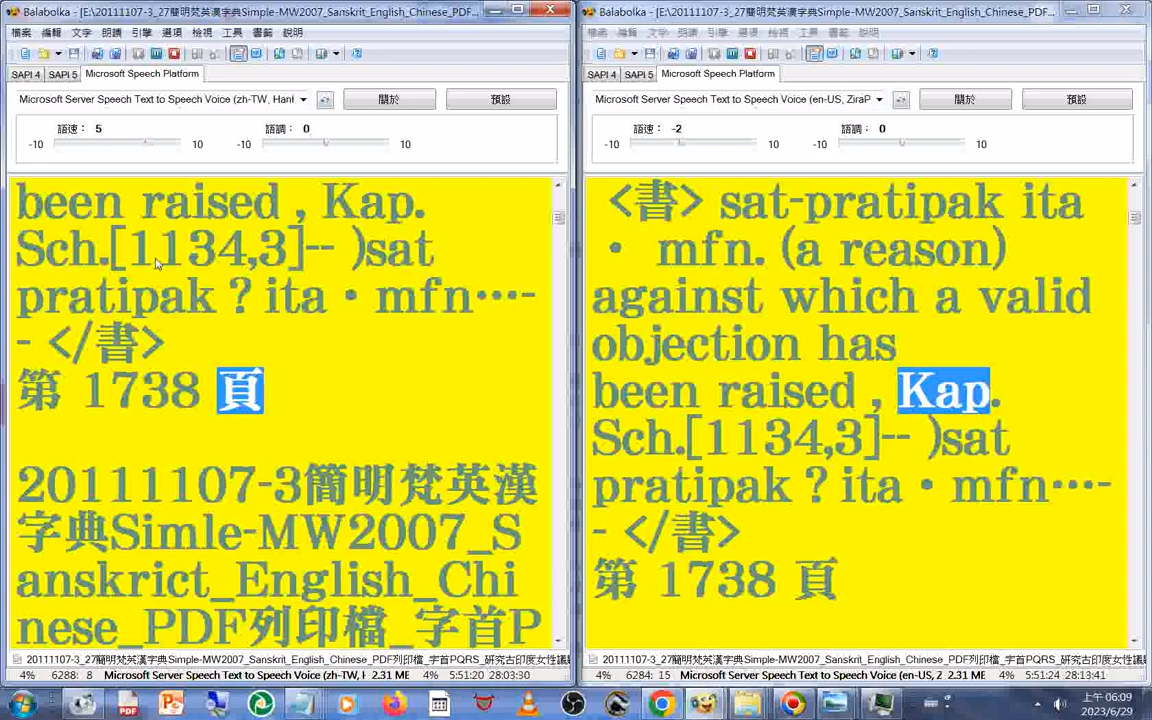 Balabolka - [E:\20111107-3_27簡明梵英漢字典Simple-MW2007_Sanskrit_English_Chinese_PDF...
檔案 編輯 文字 朗讀 引擎 選項 檢視 工具 書籤 說明
SAPI 4 SAPI 5 Microsoft Speech Platform
Microsoft Server Speech Text to Speech Voice (zh-TW, Han
關於 預設
語速： 5 語調： 0
-10 10 -10 10
been raised , Kap.
Sch.[1134,3]-- )sat
pratipak ? ita • mfn…-
- </書>
第 1738 頁
20111107-3簡明梵英漢
字典Simle-MW2007_S
anskrict_English_Chi
nese_PDF列印檔_字首P
20111107-3_27簡明梵英漢字典Simple-MW2007_Sanskrit_English_Chinese_PDF列印檔_字首PQRS_研究古印度女性議
4% 6288: 8 Microsoft Server Speech Text to Speech Voice (zh-TW, H 2.31 ME 5:51:20 28:03:30
Balabolka - [E:\20111107-3_27簡明梵英漢字典Simple-MW2007_Sanskrit_English_Chinese_PDF...
檔案 編輯 文字 朗讀 引擎 選項 檢視 工具 書籤 說明
SAPI 4 SAPI 5 Microsoft Speech Platform
Microsoft Server Speech Text to Speech Voice (en-US, ZiraP
關於 預設
語速： -2 語調： 0
-10 10 -10 10
<書> sat-pratipak ita
• mfn. (a reason)
against which a valid
objection has
been raised , Kap.
Sch.[1134,3]-- )sat
pratipak ? ita • mfn…-
- </書>
第 1738 頁
20111107-3_27簡明梵英漢字典Simple-MW2007_Sanskrit_English_Chinese_PDF列印檔_字首PQRS_研究古印度女性議
4% 6284: 15 Microsoft Server Speech Text to Speech Voice (en-US, Z 2.31 ME 5:51:24 28:13:41
上午 06:09
2023/6/29